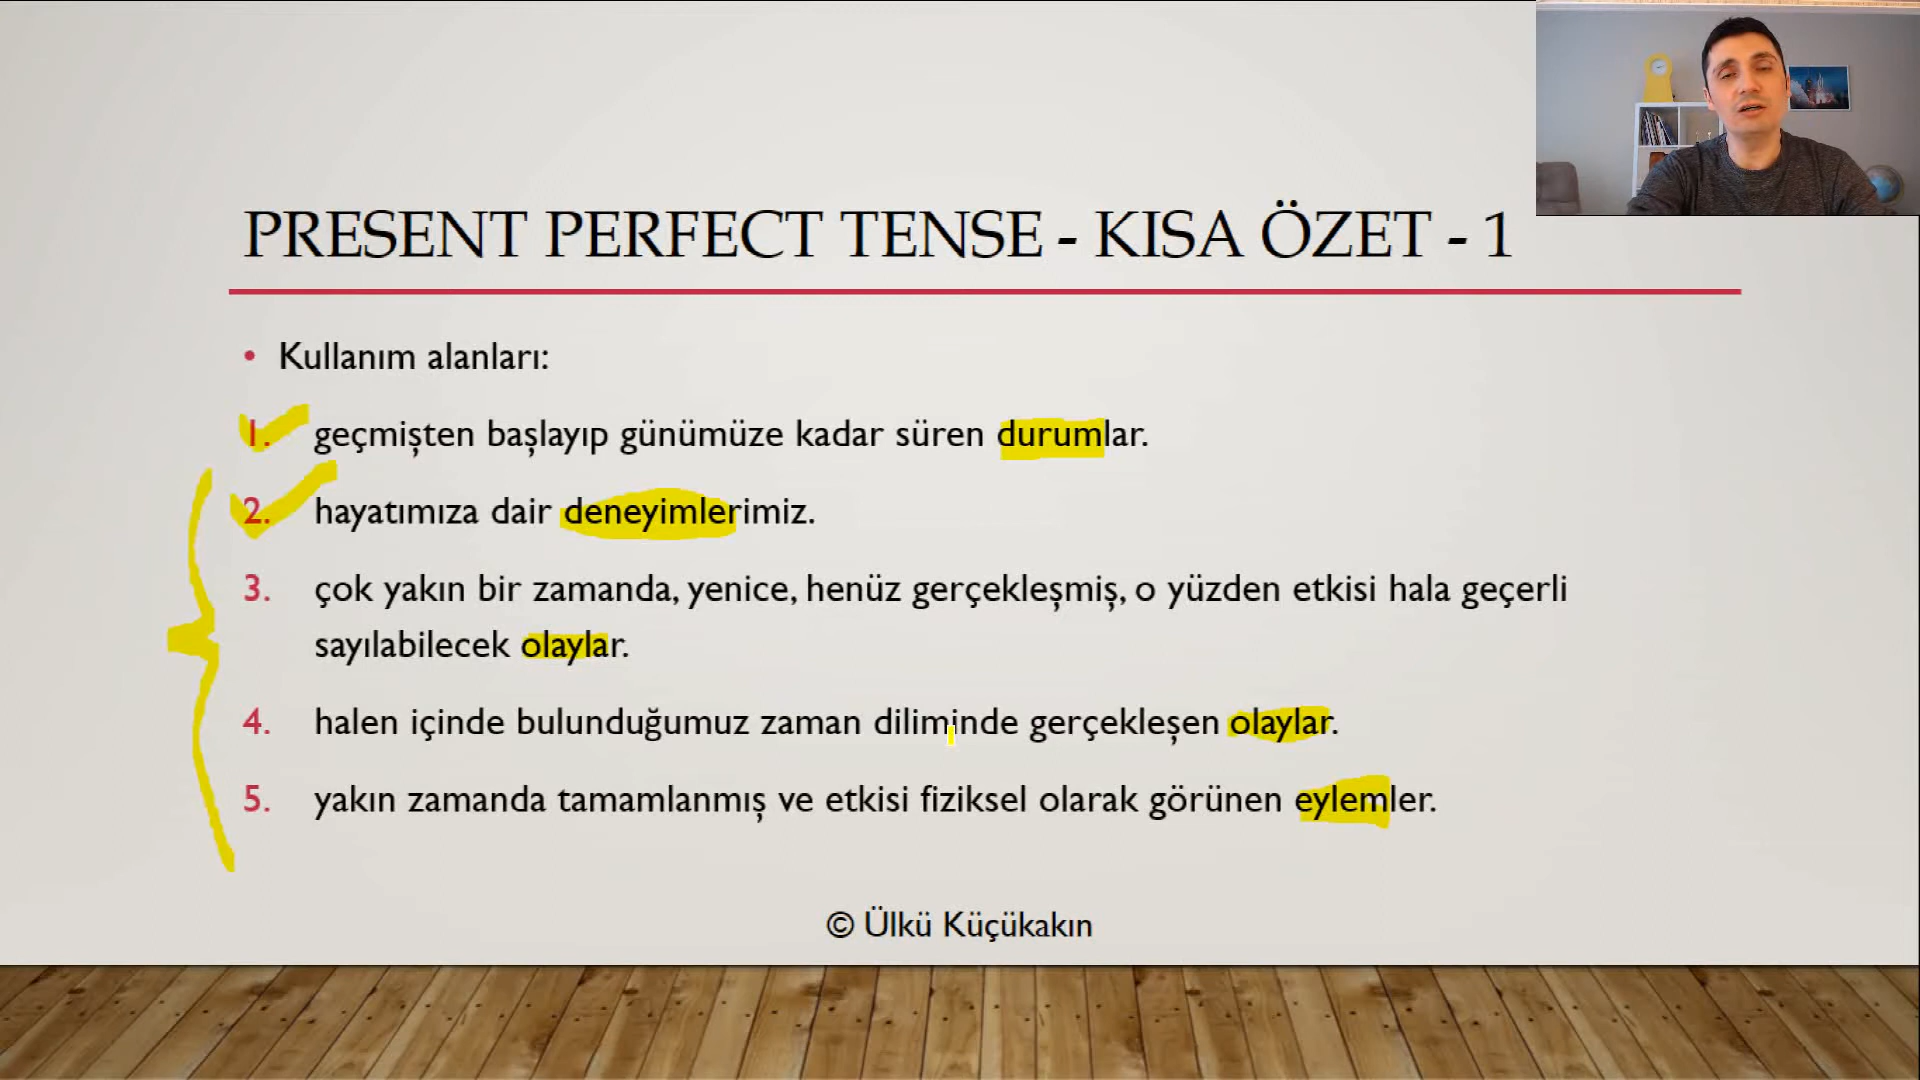 PRESENT PERFECT TENSE - KISA ÖZET - 1
• Kullanım alanları:
1. geçmişten başlayıp günümüze kadar süren durumlar.
2. hayatımıza dair deneyimlerimiz.
3. çok yakın bir zamanda, yenice, henüz gerçekleşmiş, o yüzden etkisi hala geçerli
sayılabilecek olaylar.
4. halen içinde bulunduğumuz zaman diliminde gerçekleşen olaylar.
5. yakın zamanda tamamlanmış ve etkisi fiziksel olarak görünen eylemler.
© Ülkü Küçükakın